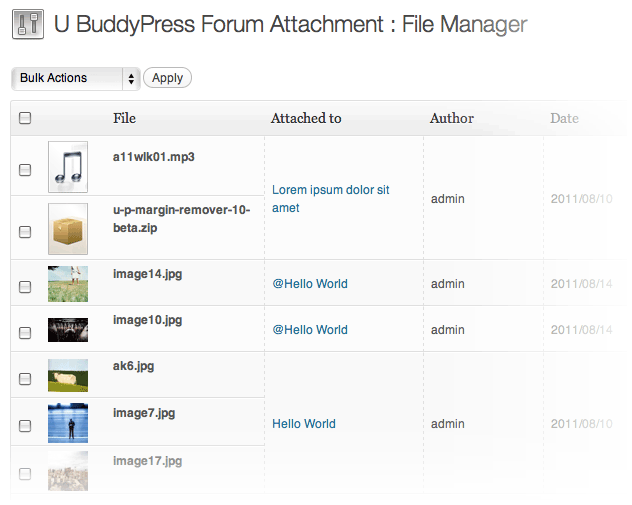 U BuddyPress Forum Attachment : File Manager
Bulk Actions
Apply
File Attached to Author Date
a11wlk01.mp3
Lorem ipsum dolor sit
amet
admin
2011/08/10
u-p-margin-remover-10-
beta.zip
image14.jpg
@Hello World
admin
2011/08/14
image10.jpg
@Hello World
admin
2011/08/14
ak6.jpg
image7.jpg
Hello World
admin
2011/08/10
image17.jpg